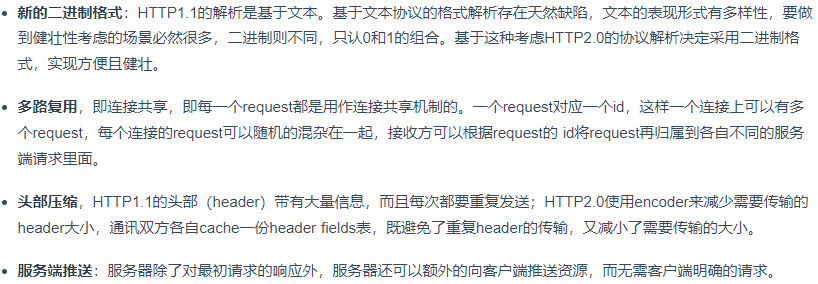 新的二进制格式：HTTP1.1的解析是基于文本。基于文本协议的格式解析存在天然缺陷，文本的表现形式有多样性，要做
到健壮性考虑的场景必然很多，二进制则不同，只认0和1的组合。基于这种考虑HTTP2.0的协议解析决定采用二进制格
式，实现方便且健壮。
多路复用，即连接共享，即每一个request都是用作连接共享机制的。一个request对应一个id，这样一个连接上可以有多
个request，每个连接的request可以随机的混杂在一起，接收方可以根据request的 id将request再归属到各自不同的服务
端请求里面。
头部压缩，HTTP1.1的头部（header）带有大量信息，而且每次都要重复发送；HTTP2.0使用encoder来减少需要传输的
header大小，通讯双方各自cache一份header fields表，既避免了重复header的传输，又减小了需要传输的大小。
服务端推送：服务器除了对最初请求的响应外，服务器还可以额外的向客户端推送资源，而无需客户端明确的请求。